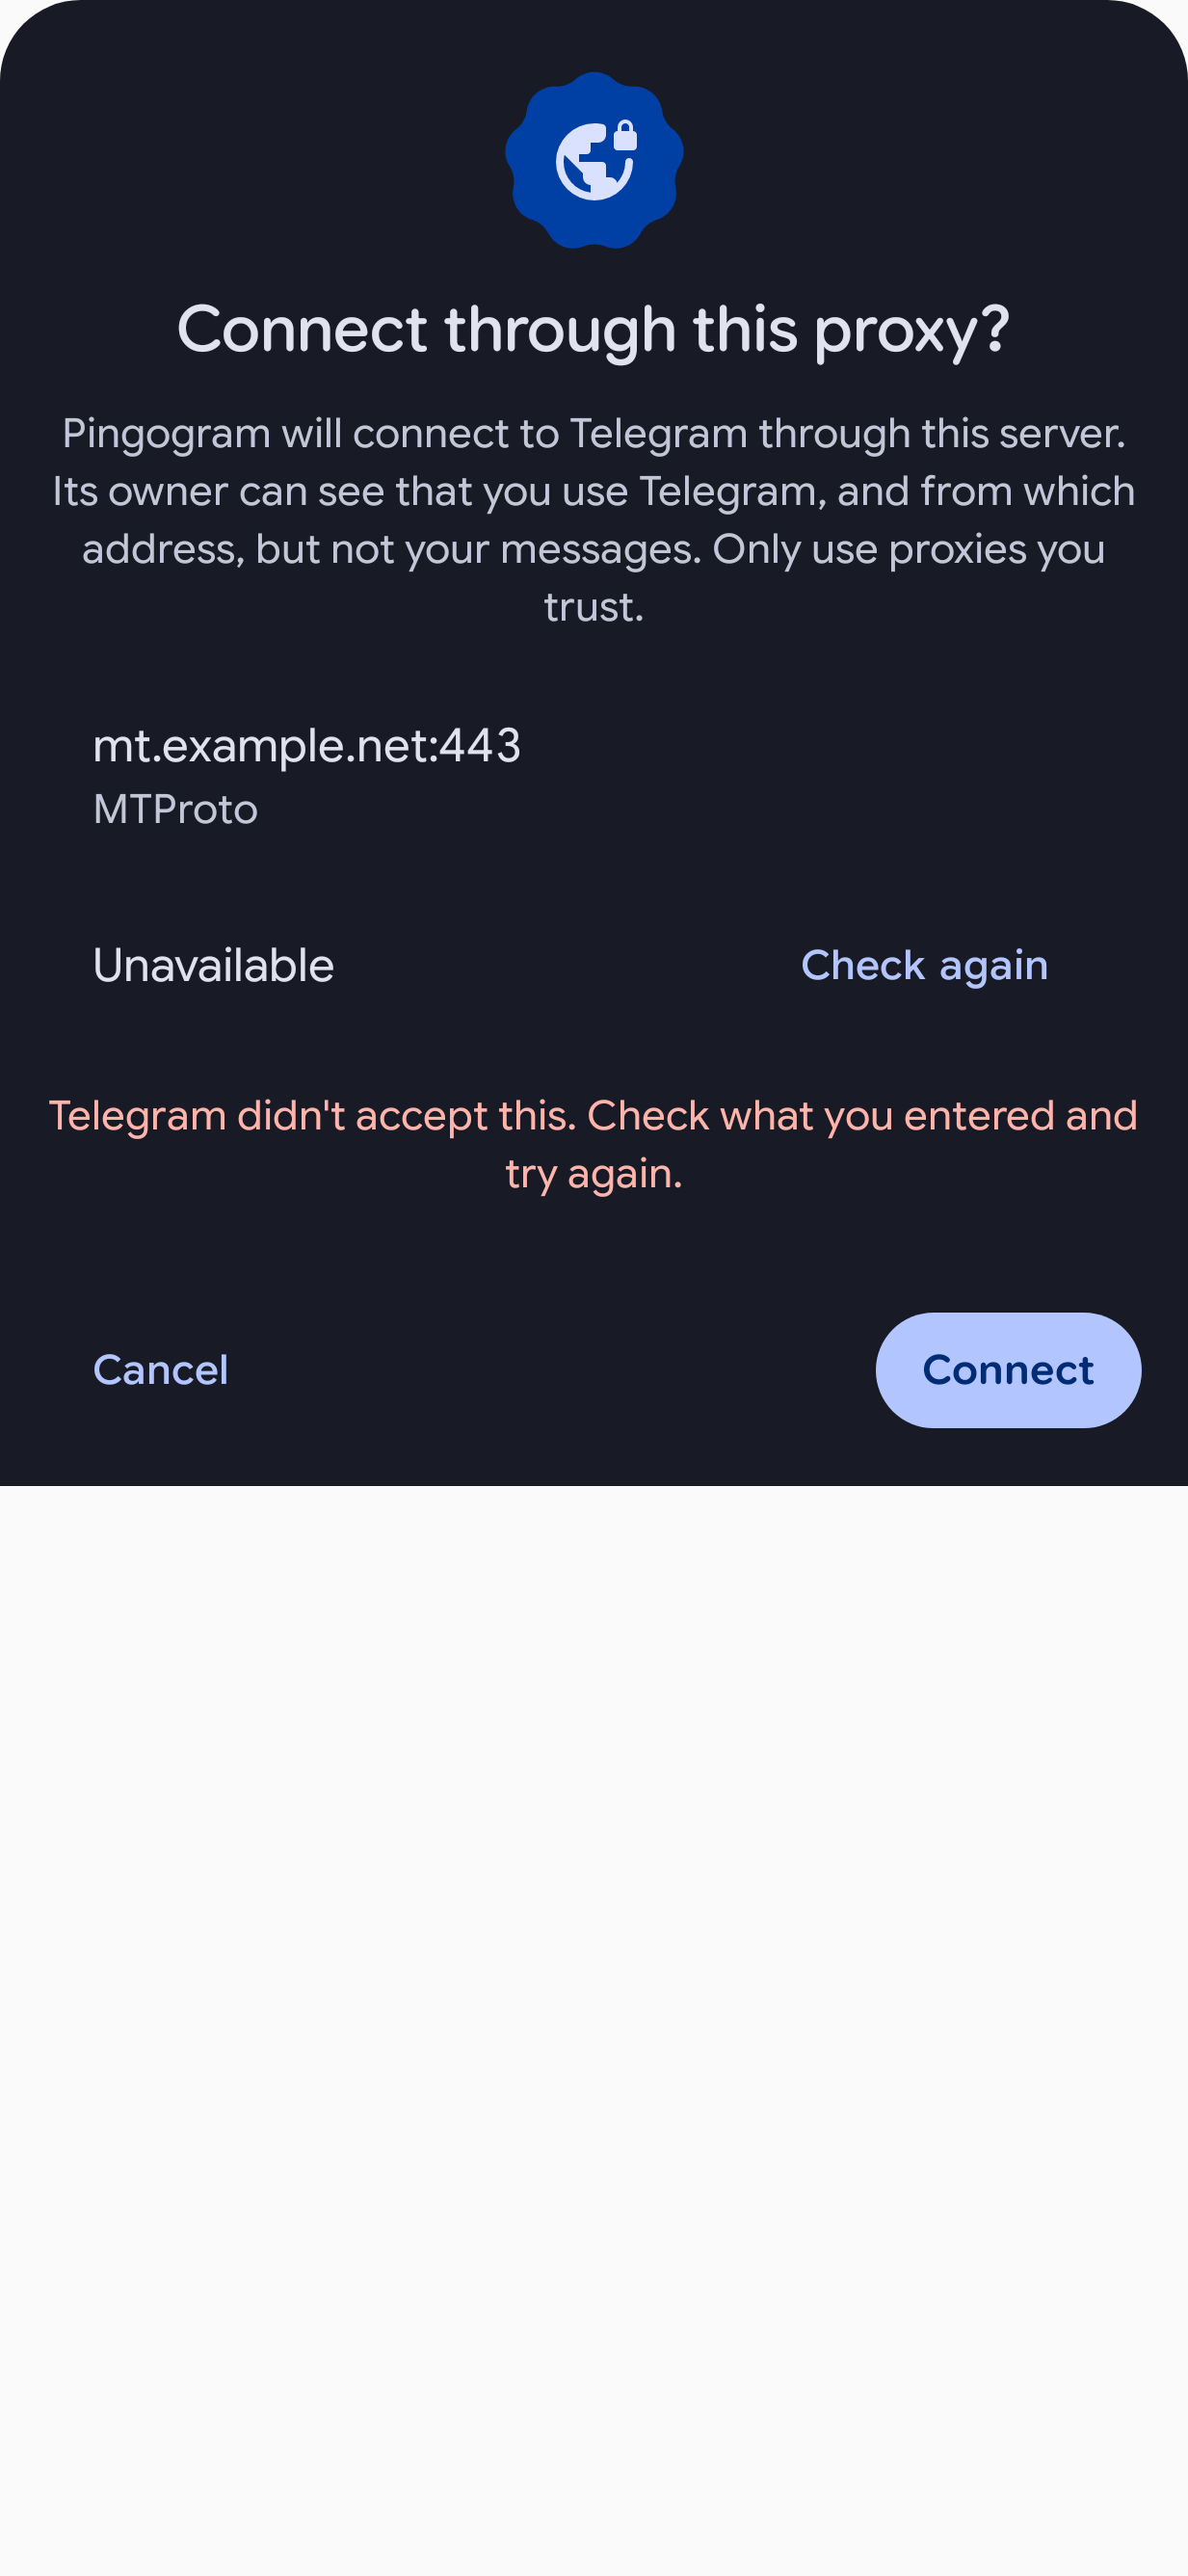 Connect through this proxy?
Pingogram will connect to Telegram through this server.
Its owner can see that you use Telegram, and from which
address, but not your messages. Only use proxies you
trust.
mt.example.net:443
MTProto
Unavailable
Check again
Telegram didn't accept this. Check what you entered and
try again.
Cancel
Connect